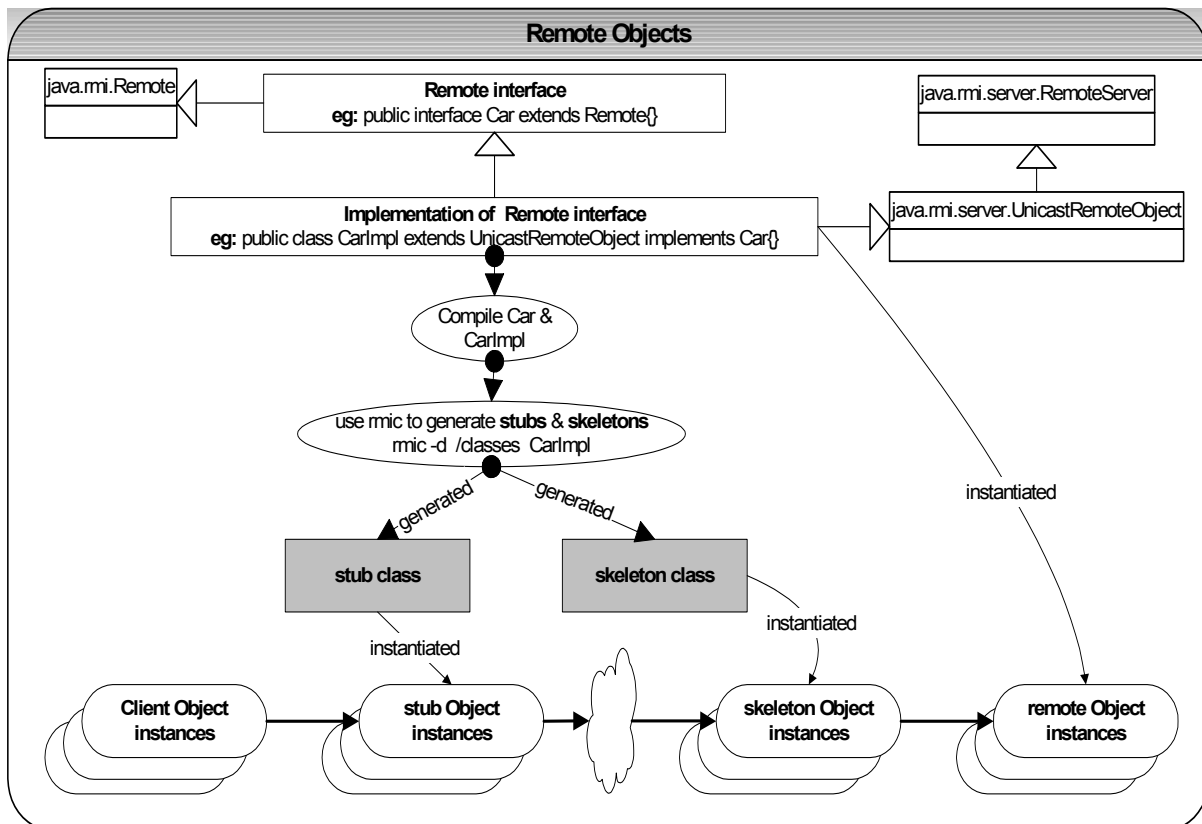 Remote Objects
java.rmi.Remote
Remote interface
eg: public interface Car extends Remote{}
java.rmi.server.RemoteServer
Implementation of Remote interface
eg: public class CarImpl extends UnicastRemoteObject implements Car{}
java.rmi.server.UnicastRemoteObject
Compile Car &
CarImpl
use rmic to generate stubs & skeletons
rmic -d /classes CarImpl
generated
generated
instantiated
stub class
skeleton class
instantiated
instantiated
Client Object
instances
stub Object
instances
skeleton Object
instances
remote Object
instances